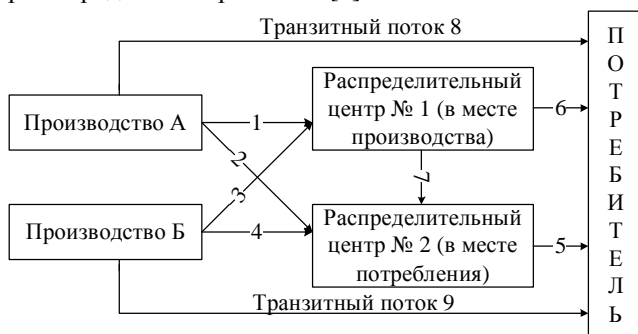 Транзитный поток 8
Распределительный
центр № 1 (в месте
производства)
Производство А
1
2
3
4
6
7
Производство Б
Распределительный
центр № 2 (в месте
потребления)
5
Транзитный поток 9
П
О
Т
Р
Е
Б
И
Т
Е
Л
Ь